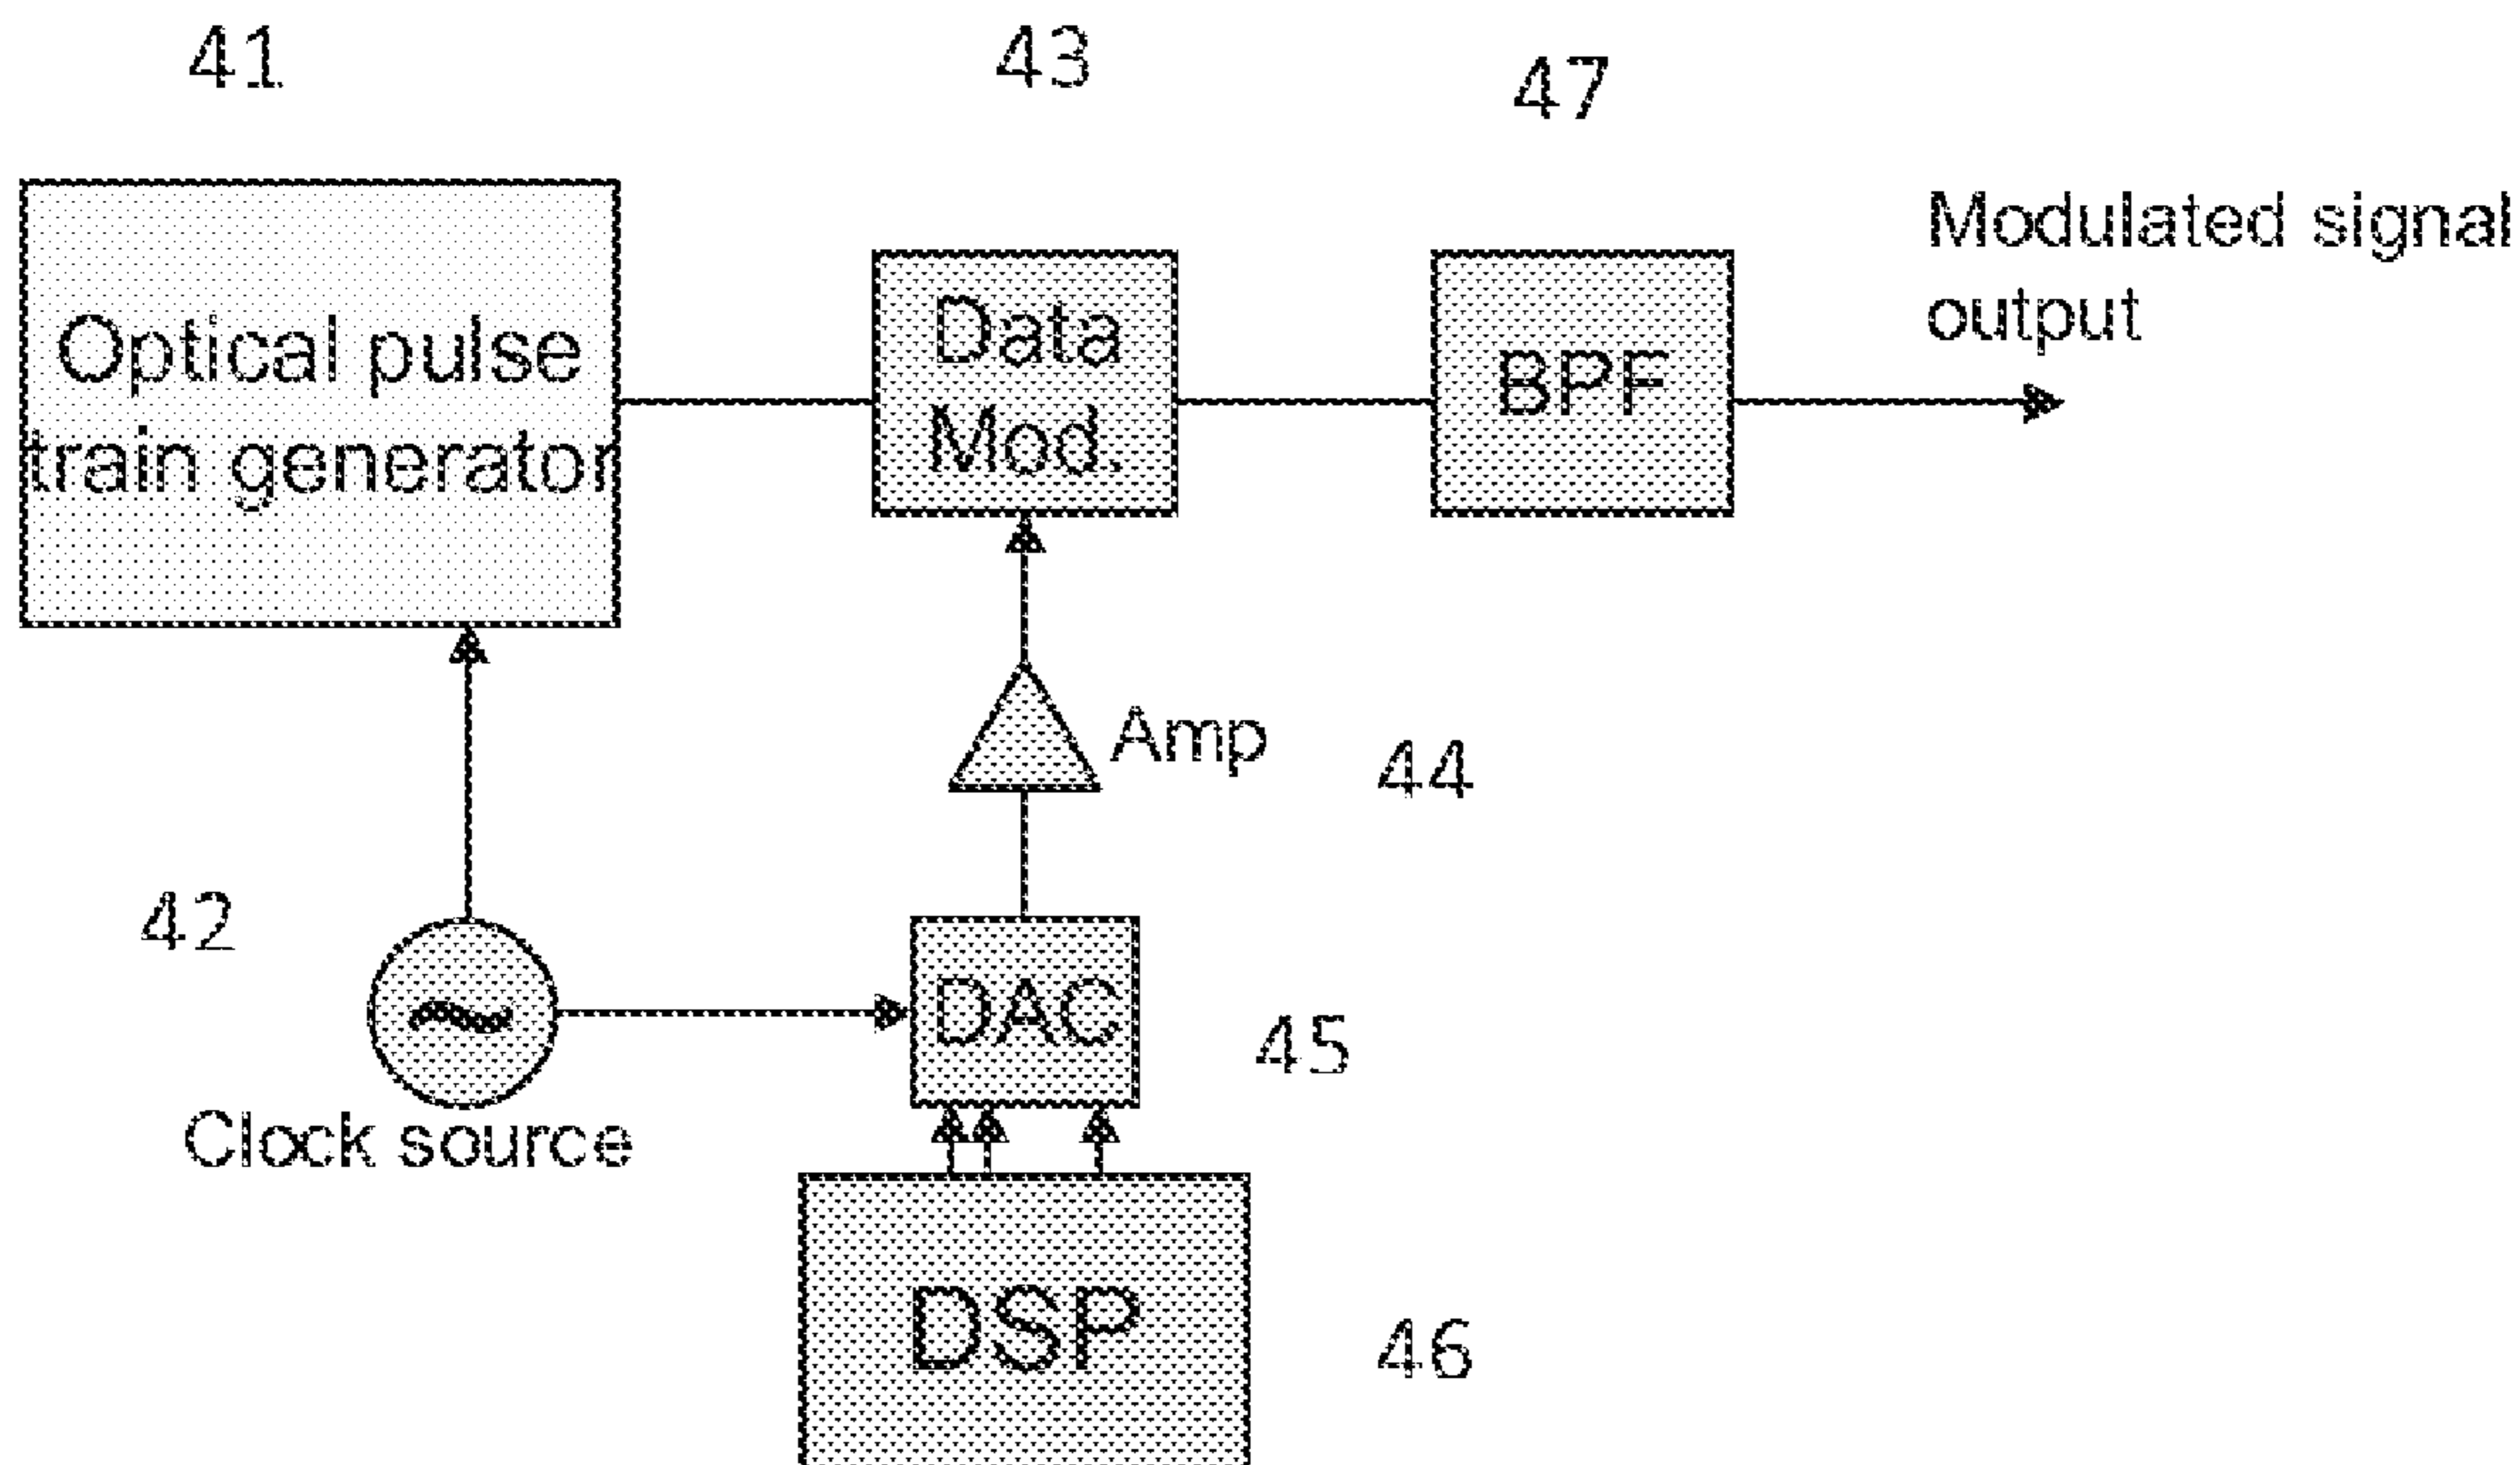 41
43
47
Modulated signal
output
Optical pulse
train generator
Data
Mod.
BPF
Amp
44
42
DAC
45
Clock source
DSP
46